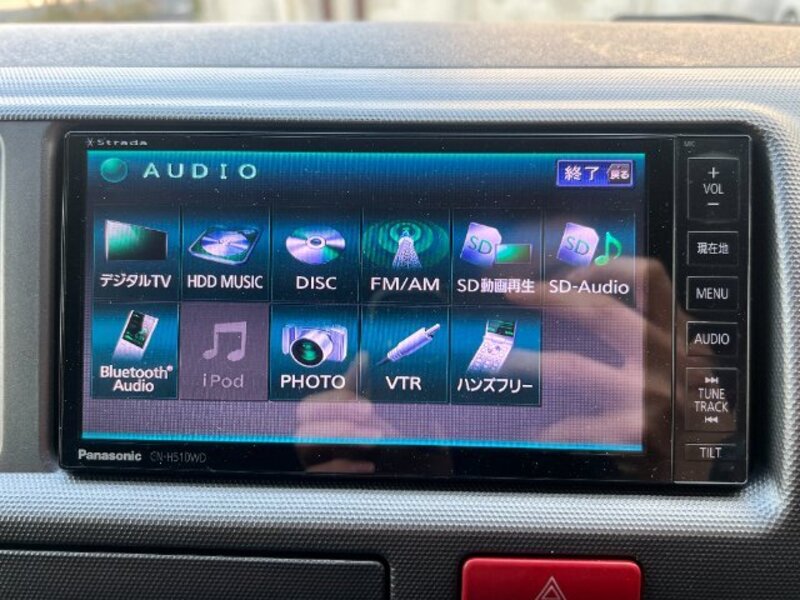 Strada
MIC
AUDIO
終了 戻る
デジタルTV
HDD MUSIC
DISC
FM/AM
SD動画再生
SD-Audio
Bluetooth®
Audio
iPod
PHOTO
VTR
ハンズフリー
Panasonic CN-H510WD
+
VOL
−
現在地
MENU
AUDIO
TUNE
TRACK
TILT